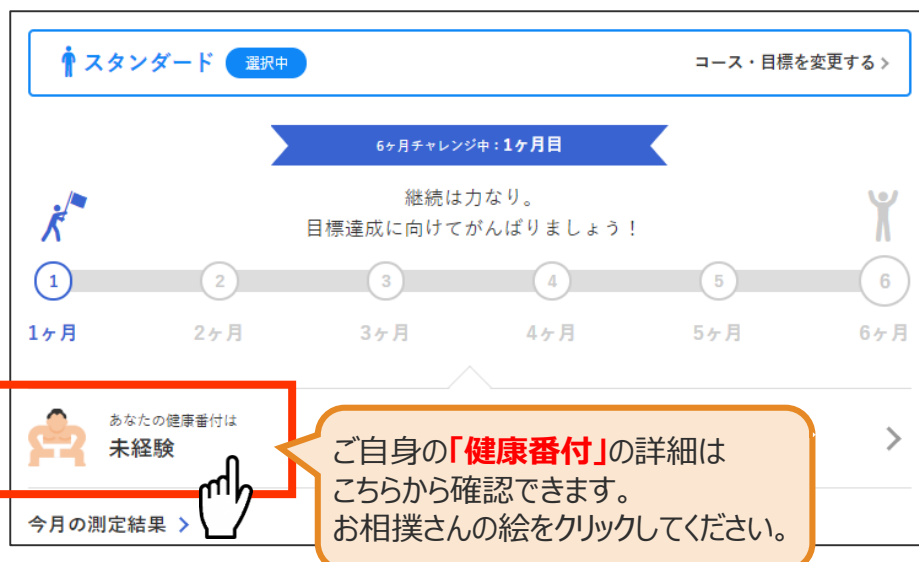 スタンダード 選択中 コース・目標を変更する >
6ヶ月チャレンジ中:1ヶ月目
継続は力なり。
目標達成に向けてがんばりましょう!
1 2 3 4 5 6
1ヶ月 2ヶ月 3ヶ月 4ヶ月 5ヶ月 6ヶ月
あなたの健康番付は
未経験
ご自身の「健康番付」の詳細は
こちらから確認できます。
お相撲さんの絵をクリックしてください。
今月の測定結果 >